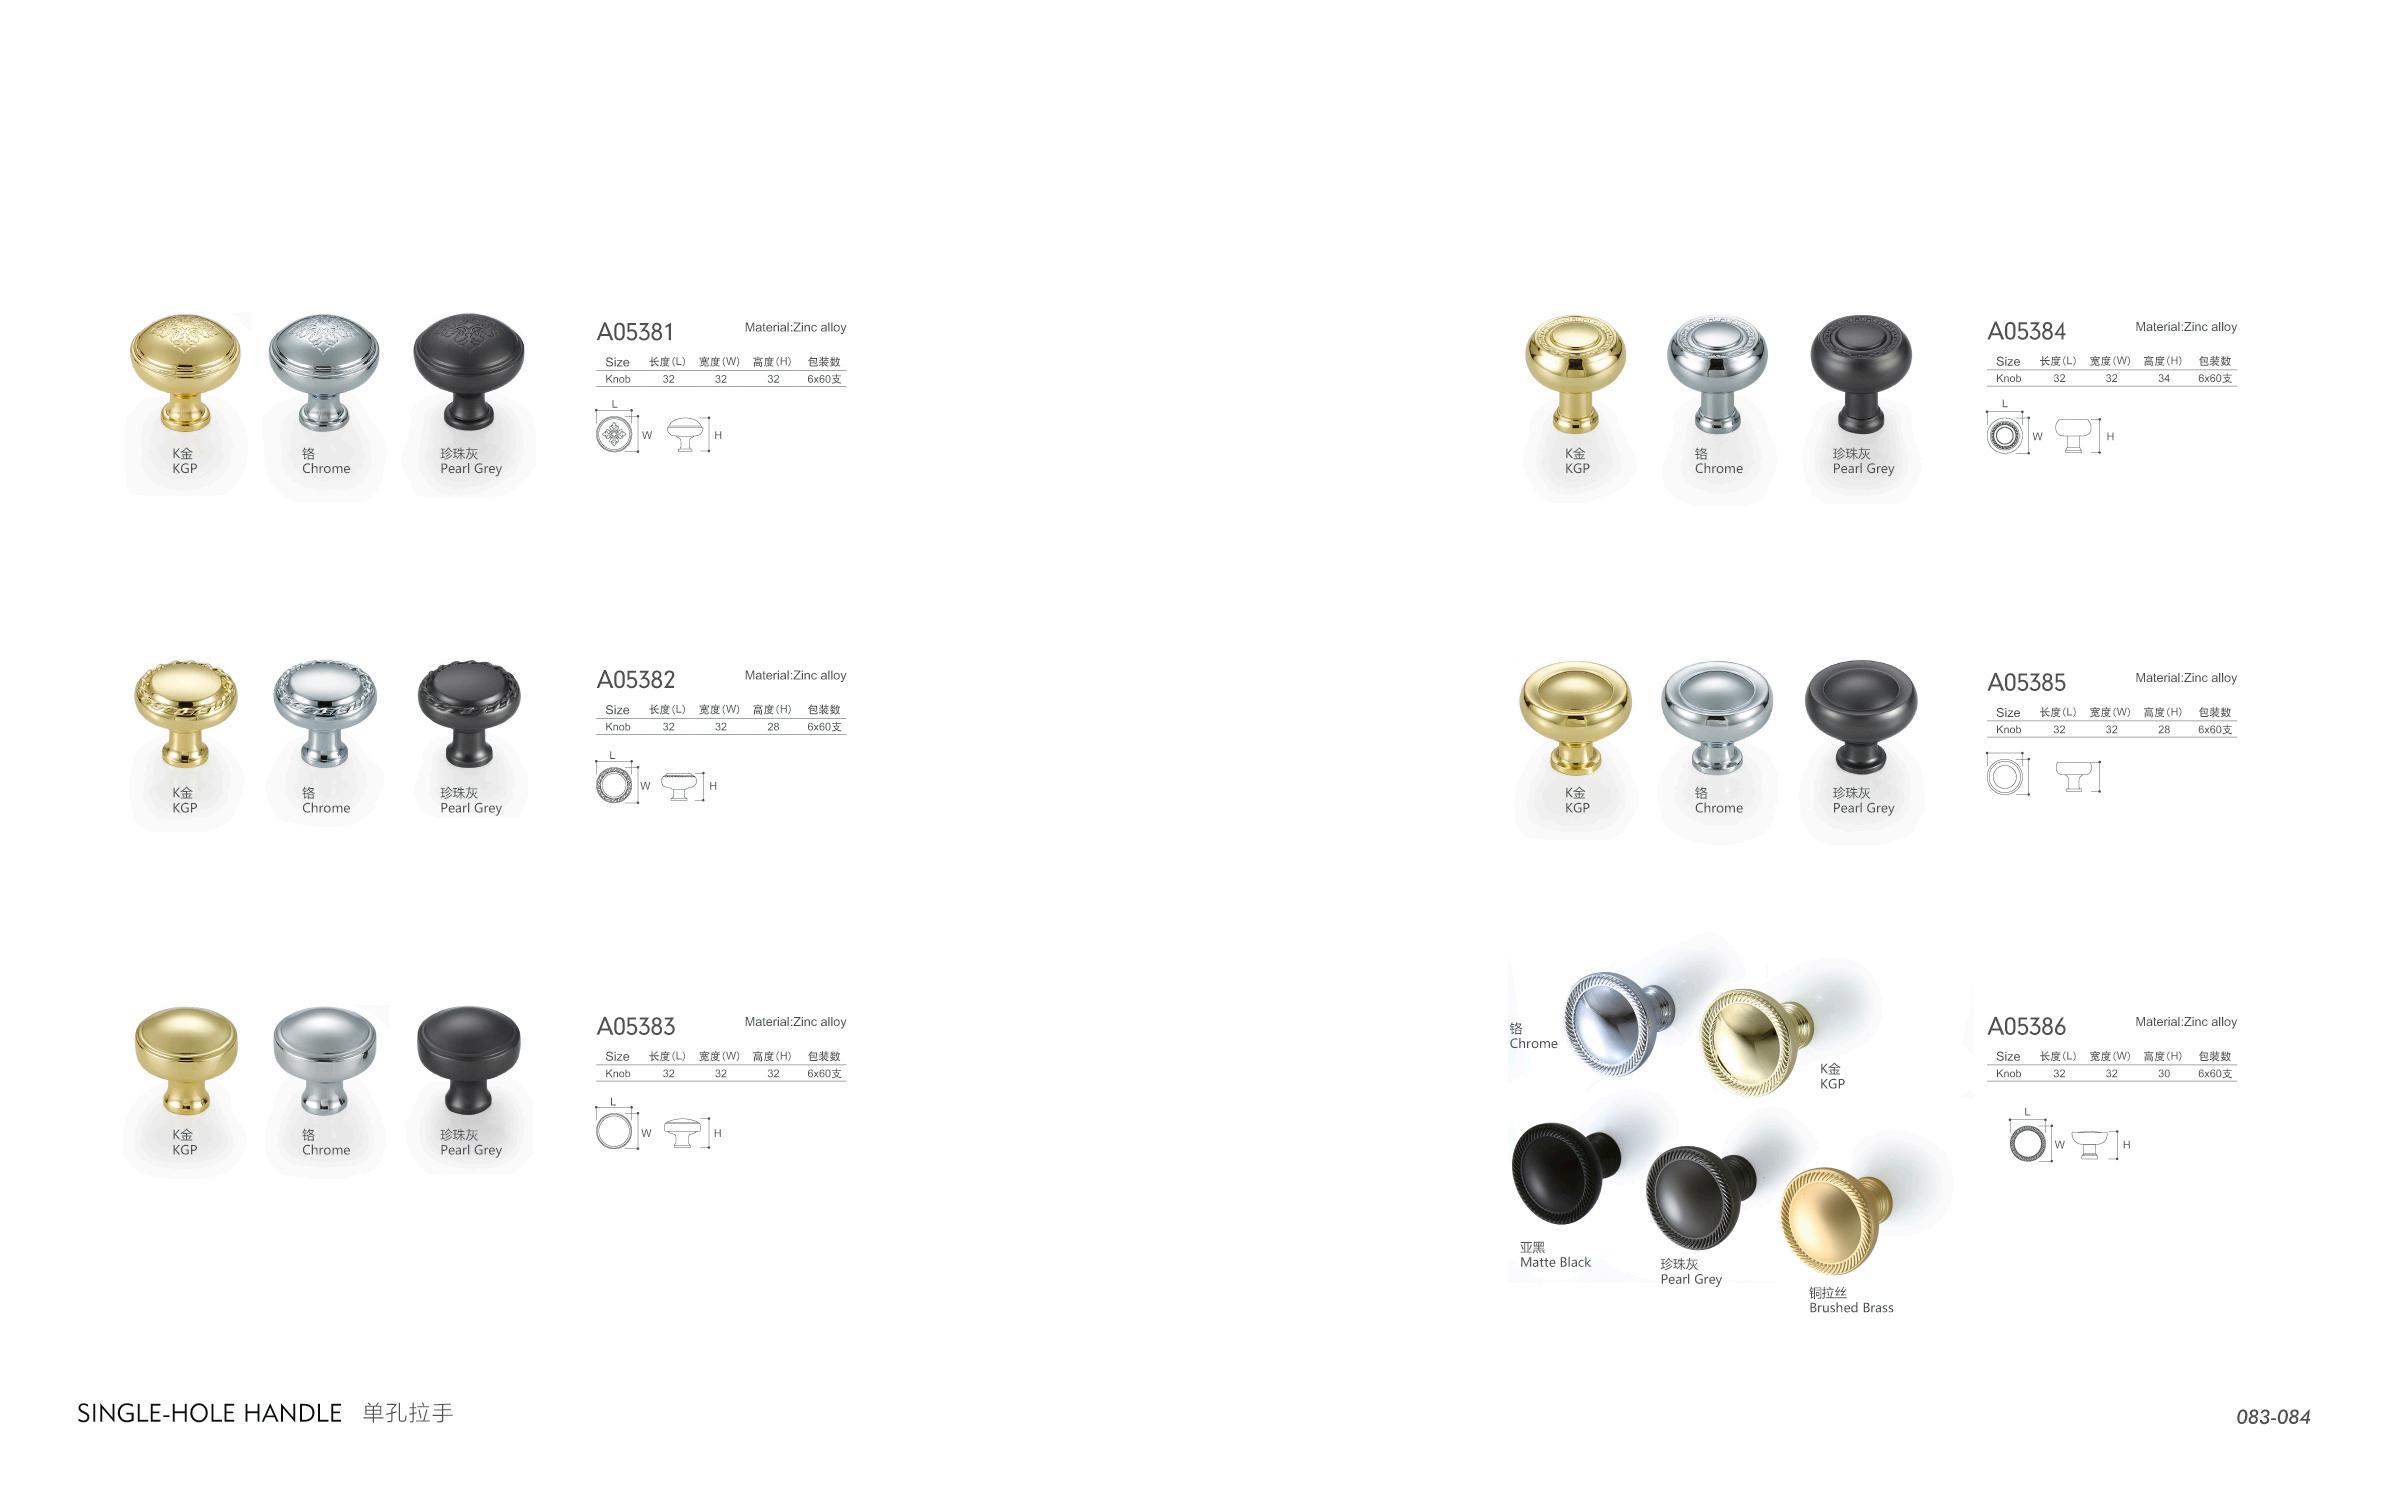 A05381 Material:Zinc alloy
Size 长度(L) 宽度(W) 高度(H) 包装数
Knob 32 32 32 6x60支
L
W H
K金 铬 珍珠灰
KGP Chrome Pearl Grey
A05382 Material:Zinc alloy
Size 长度(L) 宽度(W) 高度(H) 包装数
Knob 32 32 28 6x60支
L
W H
K金 铬 珍珠灰
KGP Chrome Pearl Grey
A05383 Material:Zinc alloy
Size 长度(L) 宽度(W) 高度(H) 包装数
Knob 32 32 32 6x60支
L
W H
K金 铬 珍珠灰
KGP Chrome Pearl Grey
A05384 Material:Zinc alloy
Size 长度(L) 宽度(W) 高度(H) 包装数
Knob 32 32 34 6x60支
L
W H
K金 铬 珍珠灰
KGP Chrome Pearl Grey
A05385 Material:Zinc alloy
Size 长度(L) 宽度(W) 高度(H) 包装数
Knob 32 32 28 6x60支
K金 铬 珍珠灰
KGP Chrome Pearl Grey
A05386 Material:Zinc alloy
Size 长度(L) 宽度(W) 高度(H) 包装数
Knob 32 32 30 6x60支
L
W H
铬
Chrome
K金
KGP
亚黑
Matte Black
珍珠灰
Pearl Grey
铜拉丝
Brushed Brass
SINGLE-HOLE HANDLE 单孔拉手
083-084